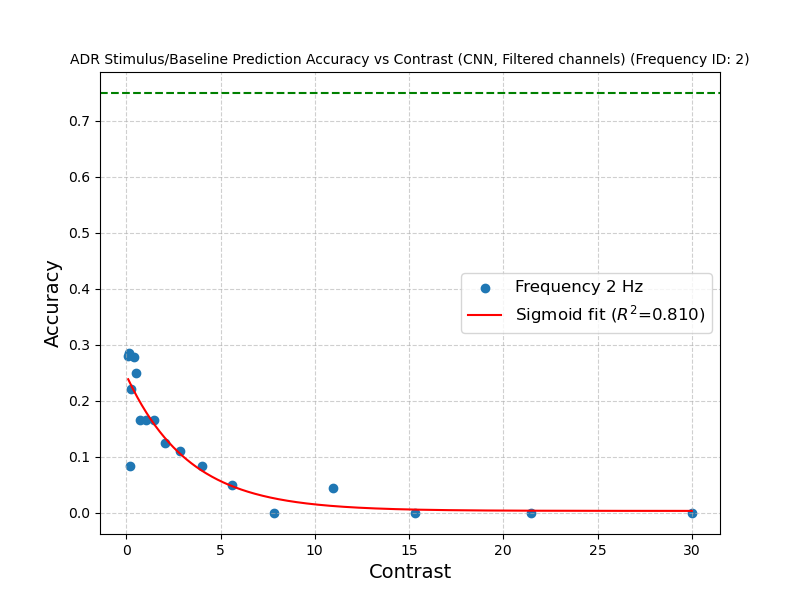 ADR Stimulus/Baseline Prediction Accuracy vs Contrast (CNN, Filtered channels) (Frequency ID: 2)
0.7
0.6
0.5
0.4
0.3
0.2
0.1
0.0
Accuracy
Frequency 2 Hz
Sigmoid fit (R²=0.810)
0 5 10 15 20 25 30
Contrast